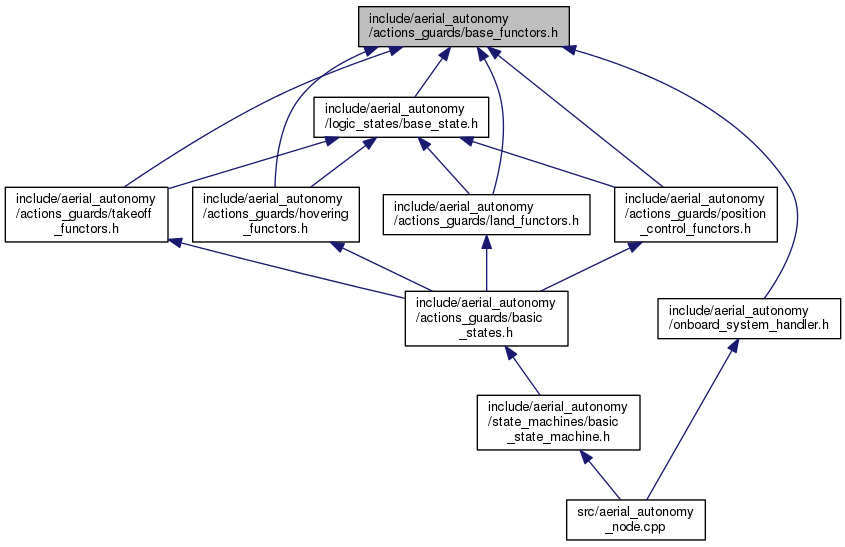 include/aerial_autonomy
/actions_guards/base_functors.h
include/aerial_autonomy
/logic_states/base_state.h
include/aerial_autonomy
/actions_guards/takeoff
_functors.h
include/aerial_autonomy
/actions_guards/hovering
_functors.h
include/aerial_autonomy
/actions_guards/land_functors.h
include/aerial_autonomy
/actions_guards/position
_control_functors.h
include/aerial_autonomy
/actions_guards/basic
_states.h
include/aerial_autonomy
/onboard_system_handler.h
include/aerial_autonomy
/state_machines/basic
_state_machine.h
src/aerial_autonomy
_node.cpp